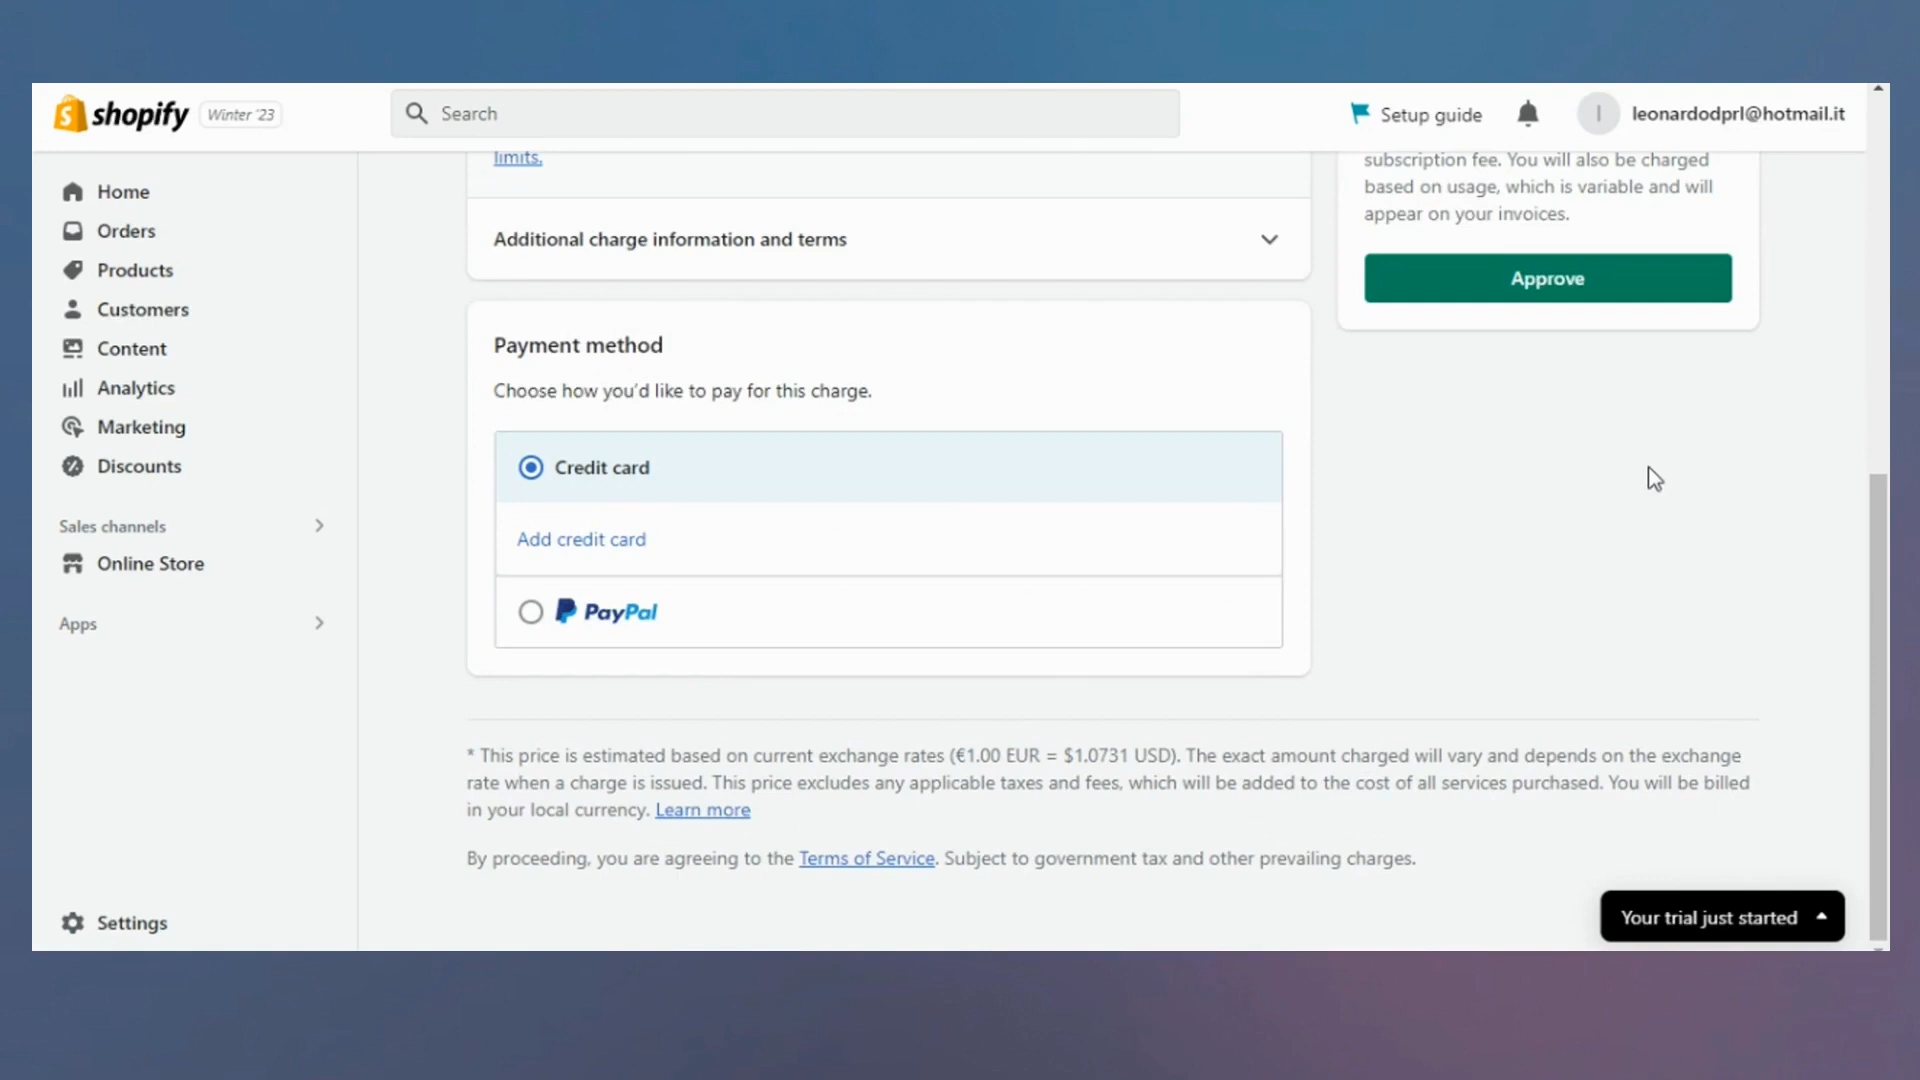 shopify
Winter '23
Search
Setup guide
leonardodprl@hotmail.it
Home
Orders
Products
Customers
Content
Analytics
Marketing
Discounts
Sales channels
Online Store
Apps
Settings
limits.
Additional charge information and terms
Payment method
Choose how you'd like to pay for this charge.
Credit card
Add credit card
PayPal
subscription fee. You will also be charged
based on usage, which is variable and will
appear on your invoices.
Approve
* This price is estimated based on current exchange rates (€1.00 EUR = $1.0731 USD). The exact amount charged will vary and depends on the exchange
rate when a charge is issued. This price excludes any applicable taxes and fees, which will be added to the cost of all services purchased. You will be billed
in your local currency. Learn more
By proceeding, you are agreeing to the Terms of Service. Subject to government tax and other prevailing charges.
Your trial just started